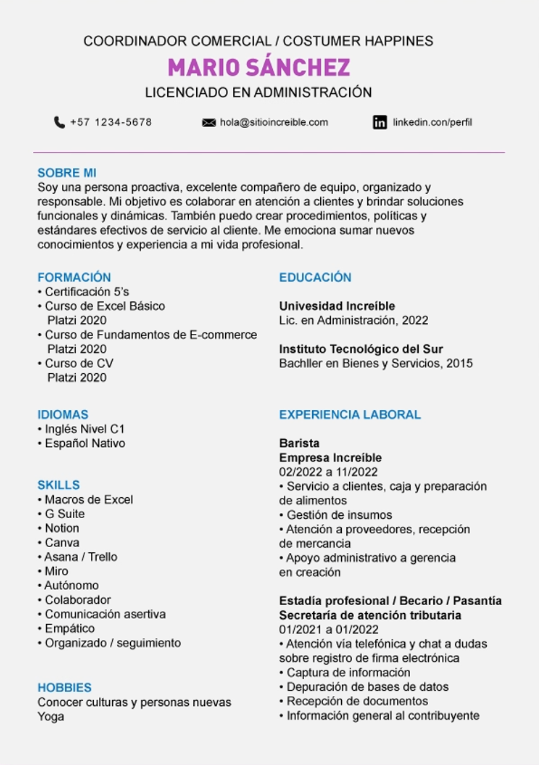 COORDINADOR COMERCIAL / COSTUMER HAPPINES
MARIO SÁNCHEZ
LICENCIADO EN ADMINISTRACIÓN
+57 1234-5678
hola@sitioincreible.com
linkedin.con/perfil
SOBRE MI
Soy una persona proactiva, excelente compañero de equipo, organizado y
responsable. Mi objetivo es colaborar en atención a clientes y brindar soluciones
funcionales y dinámicas. También puedo crear procedimientos, políticas y
estándares efectivos de servicio al cliente. Me emociona sumar nuevos
conocimientos y experiencia a mi vida profesional.
FORMACIÓN
• Certificación 5's
• Curso de Excel Básico
Platzi 2020
• Curso de Fundamentos de E-commerce
Platzi 2020
• Curso de CV
Platzi 2020
IDIOMAS
• Inglés Nivel C1
• Español Nativo
SKILLS
• Macros de Excel
• G Suite
• Notion
• Canva
• Asana / Trello
• Miro
• Autónomo
• Colaborador
• Comunicación asertiva
• Empático
• Organizado / seguimiento
HOBBIES
Conocer culturas y personas nuevas
Yoga
EDUCACIÓN
Univesidad Increíble
Lic. en Administración, 2022
Instituto Tecnológico del Sur
Bachller en Bienes y Servicios, 2015
EXPERIENCIA LABORAL
Barista
Empresa Increíble
02/2022 a 11/2022
• Servicio a clientes, caja y preparación
de alimentos
• Gestión de insumos
• Atención a proveedores, recepción
de mercancia
• Apoyo administrativo a gerencia
en creación
Estadía profesional / Becario / Pasantía
Secretaría de atención tributaria
01/2021 a 01/2022
• Atención vía telefónica y chat a dudas
sobre registro de firma electrónica
• Captura de información
• Depuración de bases de datos
• Recepción de documentos
• Información general al contribuyente